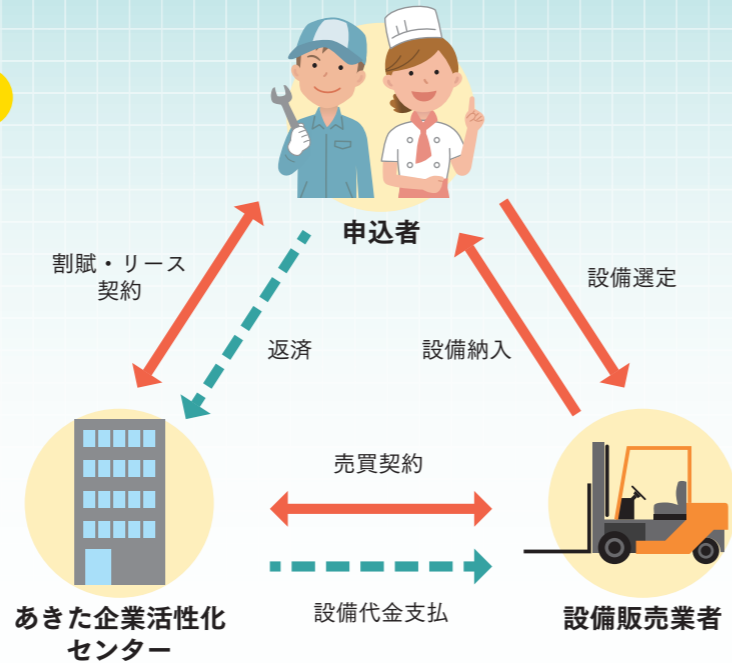 申込者
割賦・リース
契約
返済
設備納入
設備選定
売買契約
設備代金支払
あきた企業活性化
センター
設備販売業者